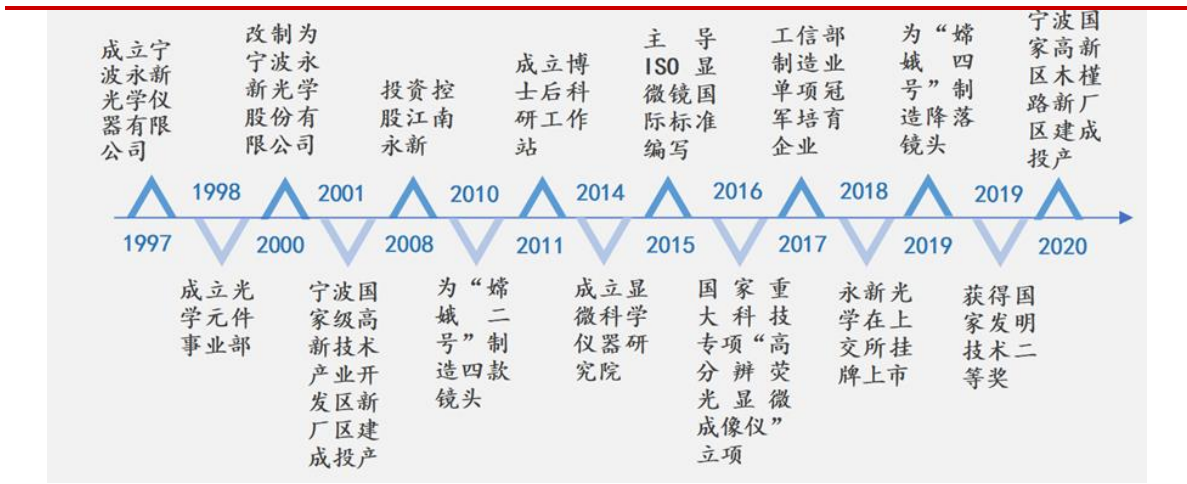 成立宁
波永新
光学仪
器有限
公司
改制为
宁波永
新光学
股份有
限公司
投资控
股江南
永新
成立博
士后科
研工作
站
主 导
ISO 显
微镜国
际标准
编写
工信部
制造业
单项冠
军培育
企业
为“嫦
娥 四
号”制
造降落
镜头
宁波国
家高新
区木槿
路新厂
区建成
投产
1998
2001
2010
2014
2016
2018
2019
1997
2000
2008
2011
2015
2017
2019
2020
成立光
学元件
事业部
宁波国
家级高
新技术
产业开
发区新
厂区建
成投产
为“嫦
娥 二
号”制
造四款
镜头
成立显
微科学
仪器研
究院
国 家 重
大 科 技
专项“高
分 辨 荧
光 显 微
成像仪”
立项
永新光
学在上
交所挂
牌上市
获得国
家发明
技术二
等奖